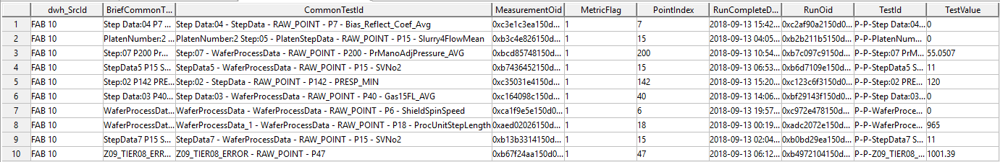 dwh_SrcId BriefCommonT... CommonTestId MeasurementOid MetricFlag PointIndex RunCompleteD... RunOid TestId TestValue
1 FAB 10 Step Data:04 P7 ... Step Data:04 - StepData - RAW_POINT - P7 - Bias_Reflect_Coef_Avg 0xc3e1c3ea150d... 1 7 2018-09-13 15:42... 0xc2af90a2150d0... P-P-Step Data:04... 0
2 FAB 10 PlatenNumber:2 ... PlatenNumber:2 Step:05 - PlatenStepData - RAW_POINT - P15 - Slurry4FlowMean 0xb3c4e826150d... 1 15 2018-09-13 04:05... 0xb2b211b5150d... P-P-PlatenNum... 0
3 FAB 10 Step:07 P200 Pr... Step:07 - WaferProcessData - RAW_POINT - P200 - PrManoAdjPressure_AVG 0xbcd85748150d... 1 200 2018-09-13 10:54... 0xb7c097c9150d... P-P-Step:07 PrM... 55.0507
4 FAB 10 StepData5 P15 S... StepData5 - WaferProcessData - RAW_POINT - P15 - SVNo2 0xb7436452150d... 1 15 2018-09-13 06:53... 0xb6d7109e150d... P-P-StepData5 S... 11
5 FAB 10 Step:02 P142 PRE... Step:02 - StepData - RAW_POINT - P142 - PRESP_MIN 0xc35031e4150d... 1 142 2018-09-13 15:20... 0xc123c6f3150d... P-P-Step:02 PRE... 120
6 FAB 10 Step Data:03 P40... Step Data:03 - WaferProcessData - RAW_POINT - P40 - Gas15FL_AVG 0xc164098c150d... 1 40 2018-09-13 14:06... 0xbf29143f150d... P-P-Step Data:03... 0
7 FAB 10 WaferProcessDat... WaferProcessData - WaferProcessData - RAW_POINT - P6 - ShieldSpinSpeed 0xca1f9e5e150d0... 1 6 2018-09-13 19:57... 0xc972e478150d... P-P-WaferProce... 0
8 FAB 10 WaferProcessDat... WaferProcessData_1 - WaferProcessData - RAW_POINT - P18 - ProcUnitStepLength 0xaed02026150d... 1 18 2018-09-13 00:19... 0xadc2072e150d... P-P-WaferProce... 965
9 FAB 10 StepData7 P15 S... StepData7 - WaferProcessData - RAW_POINT - P15 - SVNo2 0xb13b3314150d... 1 15 2018-09-13 02:04... 0xb0bd29ea150d... P-P-StepData7 S... 11
10 FAB 10 Z09_TIER08_ERR... Z09_TIER08_ERROR - RAW_POINT - P47 0xb67f24aa150d0... 1 47 2018-09-13 06:12... 0xb4972104150d... P-P-Z09_TIER08_... 1001.39